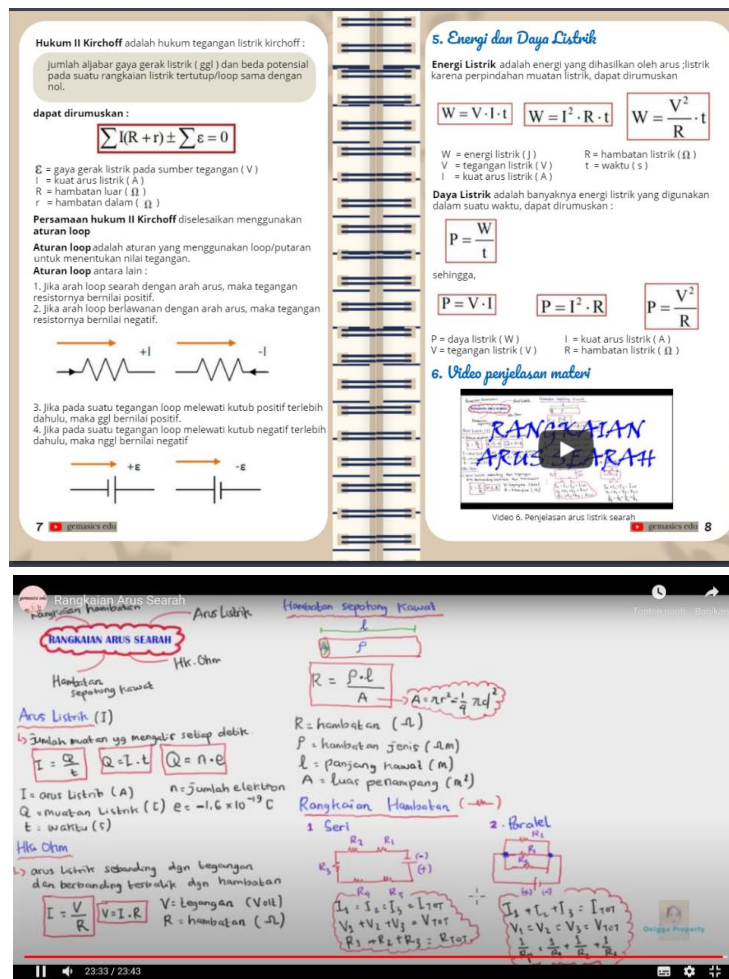 Hukum II Kirchoff adalah hukum tegangan listrik kirchoff :
jumlah aljabar gaya gerak listrik ( ggl ) dan beda potensial
pada suatu rangkaian listrik tertutup/loop sama dengan
nol.
dapat dirumuskan :
∑ I(R + r) ± ∑ ε = 0
ε = gaya gerak listrik pada sumber tegangan ( V )
I = kuat arus listrik ( A )
R = hambatan luar ( Ω )
r = hambatan dalam ( Ω )
Persamaan hukum II Kirchoff diselesaikan menggunakan
aturan loop
Aturan loop adalah aturan yang menggunakan loop/putaran
untuk menentukan nilai tegangan.
Aturan loop antara lain :
1. Jika arah loop searah dengan arah arus, maka tegangan
resistornya bernilai positif.
2. Jika arah loop berlawanan dengan arah arus, maka tegangan
resistornya bernilai negatif.
+I -I
3. Jika pada suatu tegangan loop melewati kutub positif terlebih
dahulu, maka ggl bernilai positif.
4. Jika pada suatu tegangan loop melewati kutub negatif terlebih
dahulu, maka nggl bernilai negatif
+ε -ε
7 gemasics edu
5. Energi dan Daya Listrik
Energi Listrik adalah energi yang dihasilkan oleh arus ;listrik
karena perpindahan muatan listrik, dapat dirumuskan
W = V · I · t W = I² · R · t W = V²/R · t
W = energi listrik ( J ) R = hambatan listrik ( Ω )
V = tegangan listrik ( V ) t = waktu ( s )
I = kuat arus listrik ( A )
Daya Listrik adalah banyaknya energi listrik yang digunakan
dalam suatu waktu, dapat dirumuskan :
P = W/t
sehingga,
P = V · I P = I² · R P = V²/R
P = daya listrik ( W ) I = kuat arus listrik ( A )
V = tegangan listrik ( V ) R = hambatan listrik ( Ω )
6. Video penjelasan materi
RANGKAIAN
ARUS SEARAH
Video 6. Penjelasan arus listrik searah
gemasics edu 8
Rangkaian Arus Searah
Rangkaian hambatan
Arus Listrik
RANGKAIAN ARUS SEARAH
Hk. Ohm
Hambatan
sepotong kawat
Arus Listrik (I)
↳ Jumlah muatan yg mengalir setiap detik
I = Q/t Q = I . t Q = n . e
I = arus Listrik (A) n = jumlah elektron
Q = muatan Listrik (C) e = -1,6 × 10⁻¹⁹ C
t = waktu (s)
Hk. Ohm
↳ arus listrik sebanding dgn tegangan
dan berbanding terbalik dgn hambatan
I = V/R V = I . R V = tegangan (Volt)
R = hambatan (Ω)
Hambatan sepotong kawat
l
ρ
R = ρ.l/A A = πr² = 1/4 πd²
R = hambatan (Ω)
ρ = hambatan jenis (Ωm)
l = panjang kawat (m)
A = luas penampang (m²)
Rangkaian Hambatan
1 Seri
R2 R1
R3
(-)
(+)
R4 R5
I1 = I2 = I3 = ITOT
V1 + V2 + V3 = VTOT
R1 + R2 + R3 = RTOT
2. Paralel
R1
R2
R3
(+) (-)
I1 + I2 + I3 = ITOT
V1 = V2 = V3 = VTOT
Tonton nanti Bagikan
23:33 / 23:43